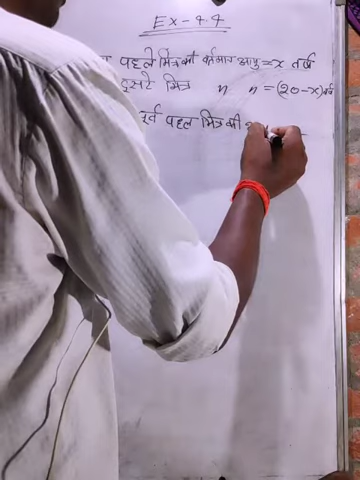 Ex-4.4
पहले मित्र की वर्तमान आयु = x वर्ष
दूसरे मित्र " " = (20-x) वर्ष
पूर्व पहले मित्र की